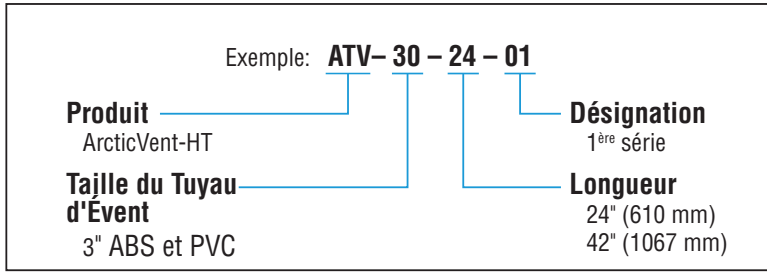 Exemple: ATV– 30 – 24 – 01
Produit
ArcticVent-HT
Taille du Tuyau
d'Évent
3" ABS et PVC
Désignation
1ère série
Longueur
24" (610 mm)
42" (1067 mm)